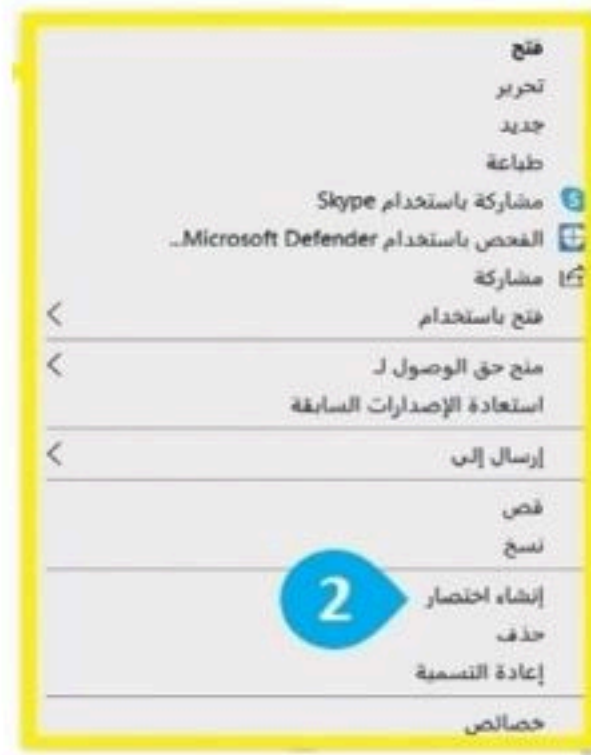 فتح
تحرير
جديد
طباعة
مشاركة باستخدام Skype
الفحص باستخدام Microsoft Defender...
مشاركة
فتح باستخدام
منح حق الوصول لـ
استعادة الإصدارات السابقة
إرسال إلى
قص
نسخ
إنشاء اختصار
2
حذف
إعادة التسمية
خصائص